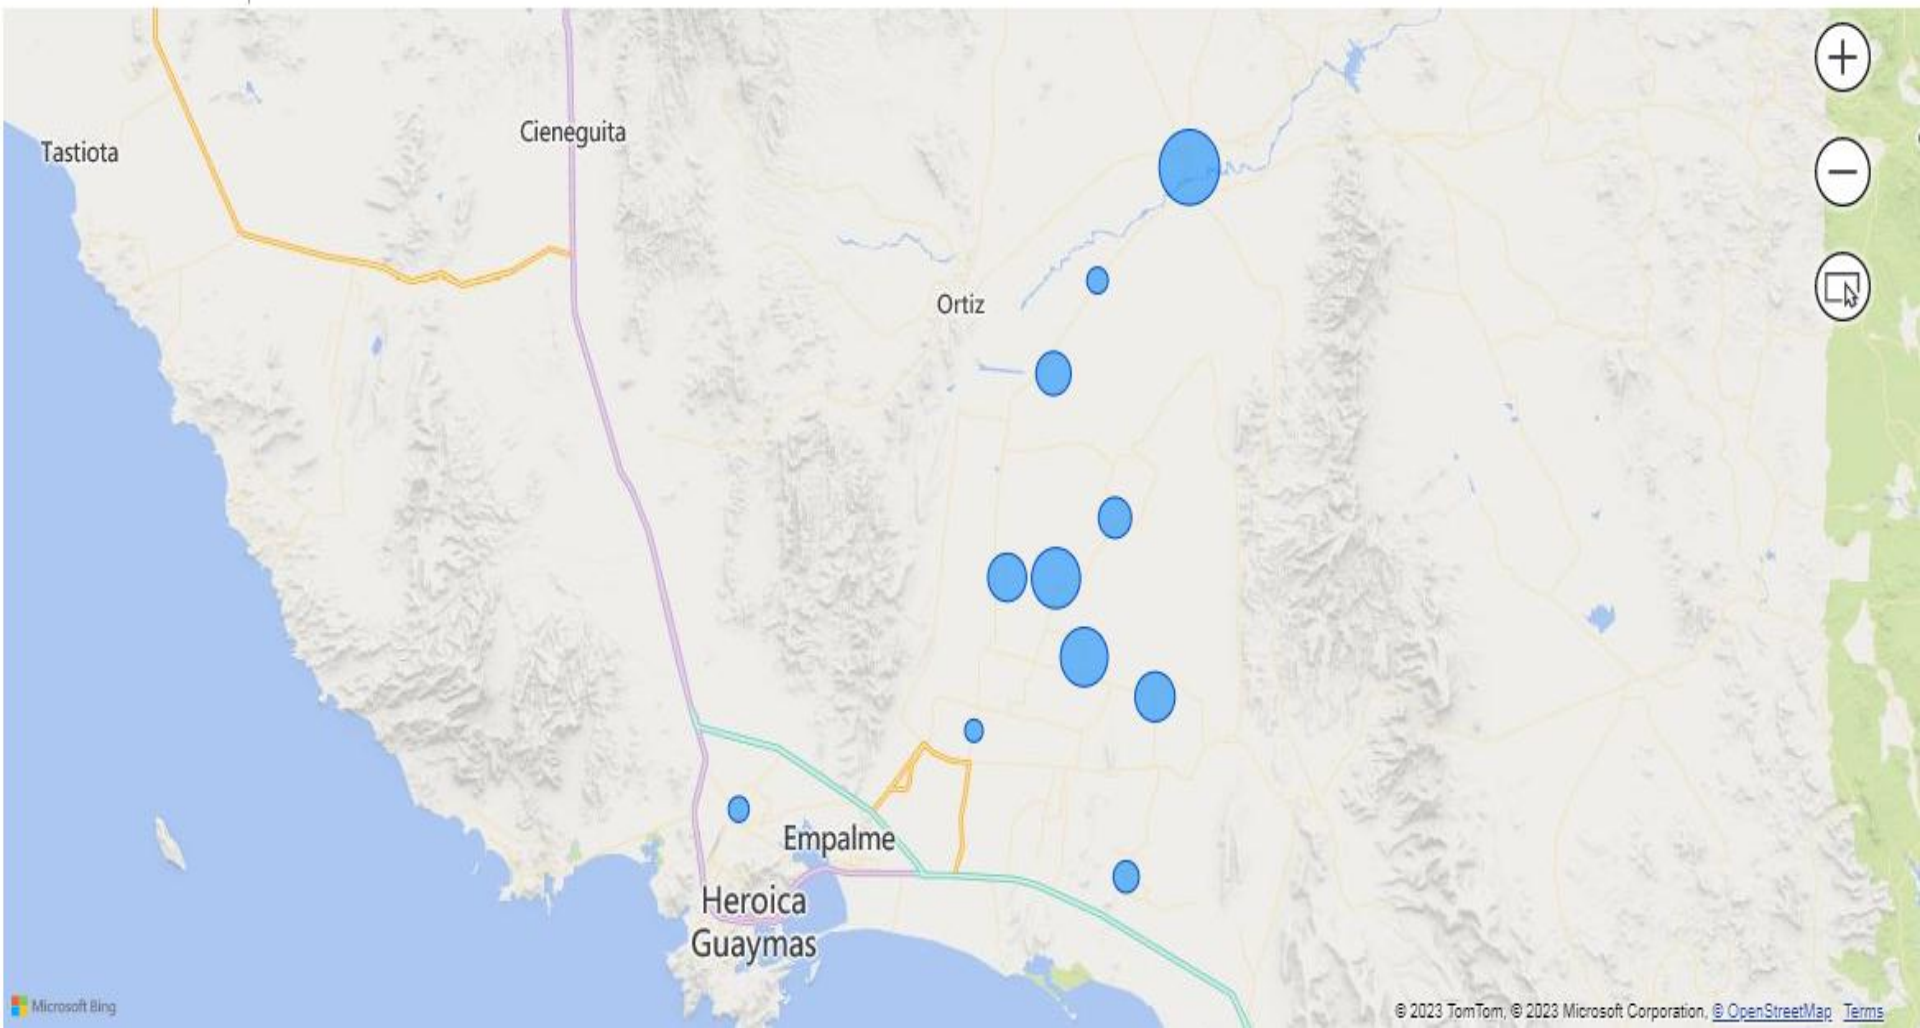 Tastiota
Cieneguita
Ortiz
Empalme
Heroica
Guaymas
Microsoft Bing
© 2023 TomTom, © 2023 Microsoft Corporation, © OpenStreetMap Terms